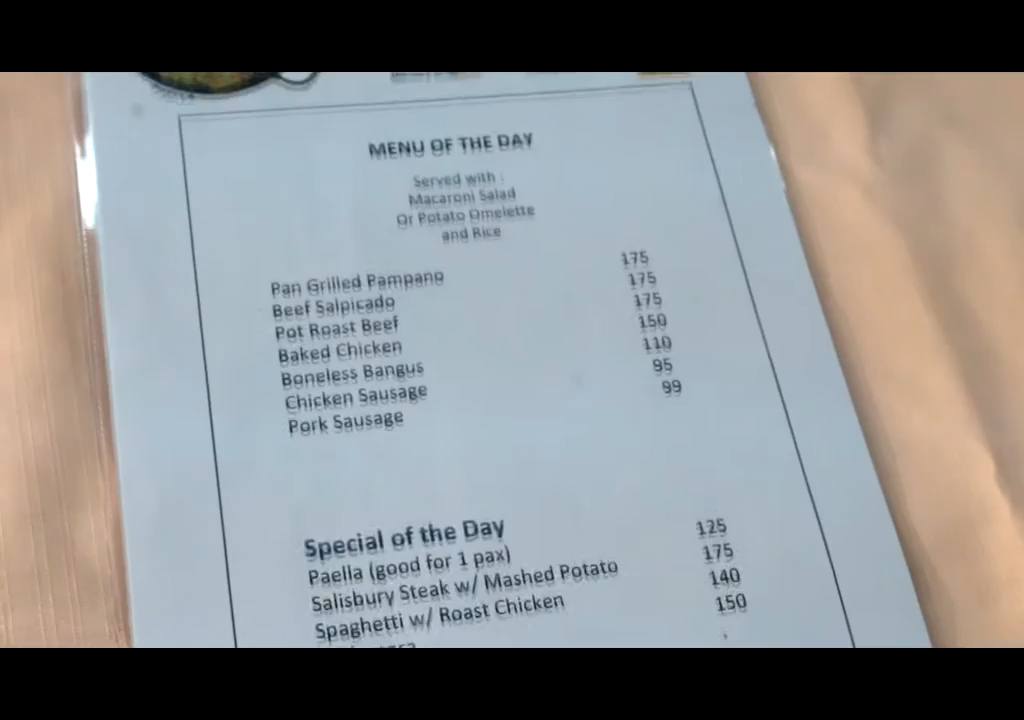 MENU OF THE DAY
Served with :
Macaroni Salad
Or Potato Omelette
and Rice
Pan Grilled Pampano 175
Beef Salpicado 175
Pot Roast Beef 175
Baked Chicken 150
Boneless Bangus 110
Chicken Sausage 95
Pork Sausage 99
Special of the Day
Paella (good for 1 pax) 125
Salisbury Steak w/ Mashed Potato 175
Spaghetti w/ Roast Chicken 140
150